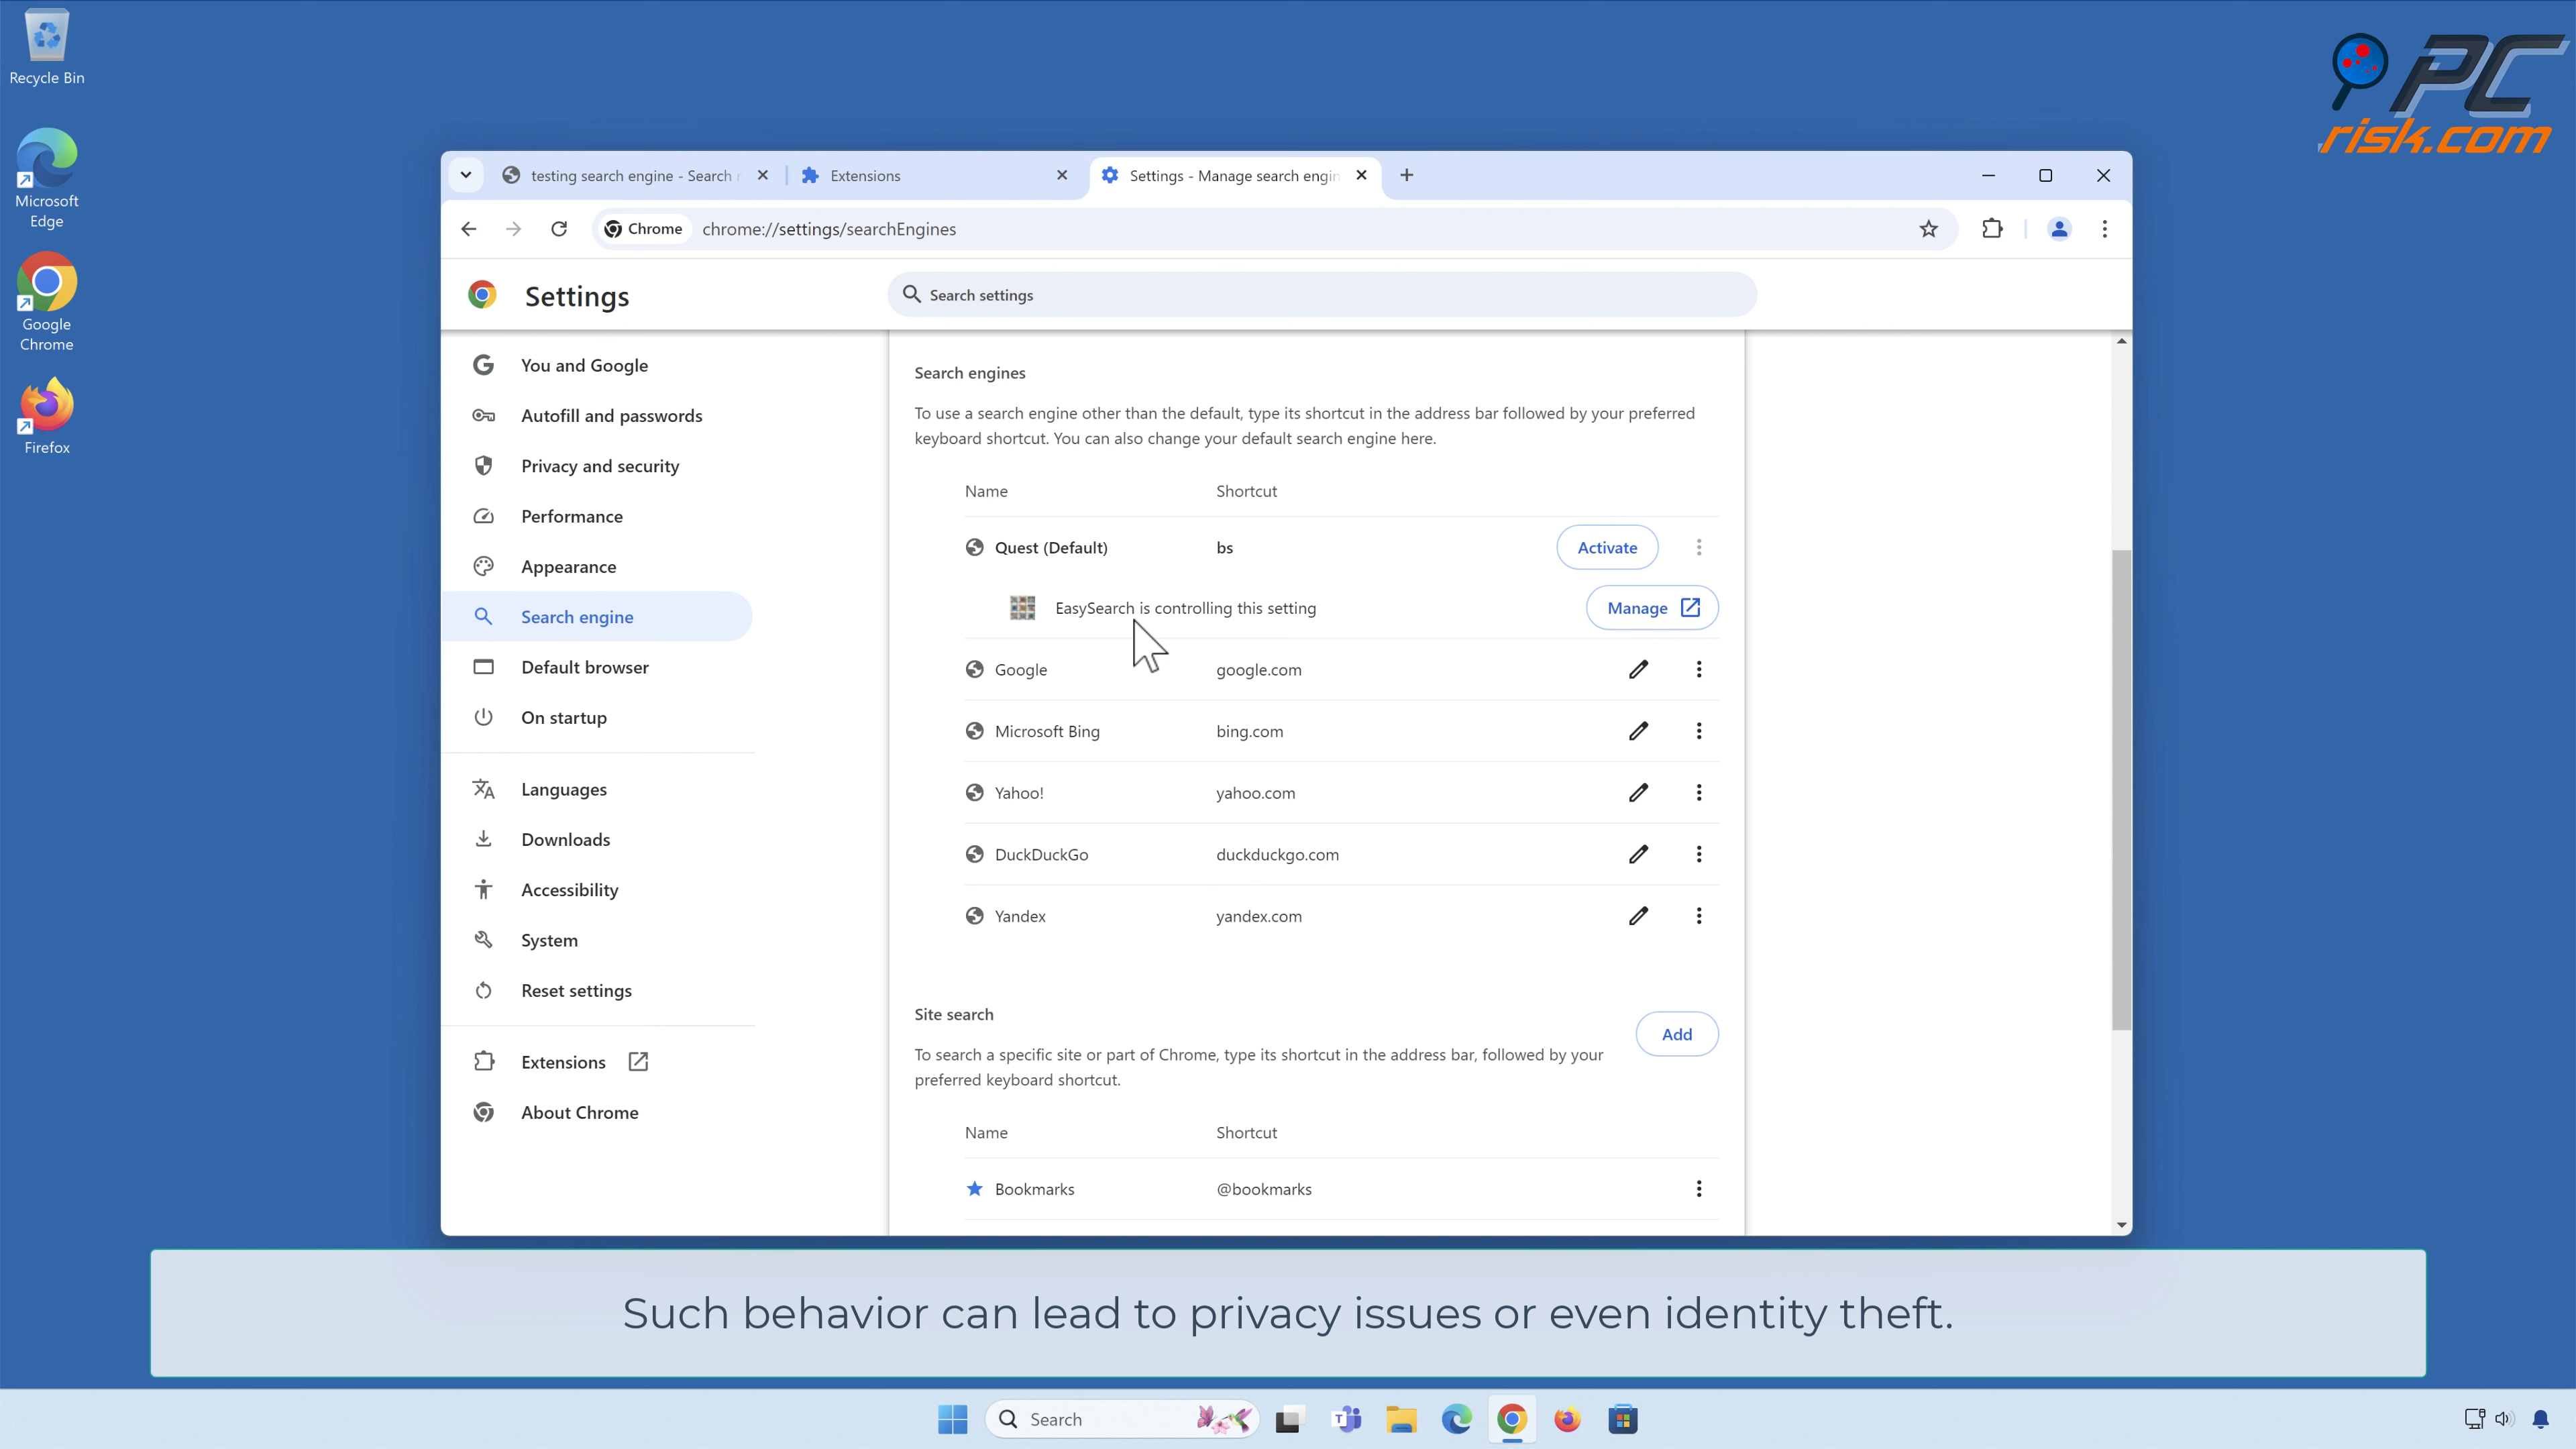 Recycle Bin
PC
risk.com
Microsoft
Edge
Google
Chrome
Firefox
testing search engine - Search r
Extensions
Settings - Manage search engin
Chrome
chrome://settings/searchEngines
Settings
Search settings
You and Google
Autofill and passwords
Privacy and security
Performance
Appearance
Search engine
Default browser
On startup
Languages
Downloads
Accessibility
System
Reset settings
Extensions
About Chrome
Search engines
To use a search engine other than the default, type its shortcut in the address bar followed by your preferred
keyboard shortcut. You can also change your default search engine here.
Name Shortcut
Quest (Default) bs Activate
EasySearch is controlling this setting Manage
Google google.com
Microsoft Bing bing.com
Yahoo! yahoo.com
DuckDuckGo duckduckgo.com
Yandex yandex.com
Site search
Add
To search a specific site or part of Chrome, type its shortcut in the address bar, followed by your
preferred keyboard shortcut.
Name Shortcut
Bookmarks @bookmarks
Such behavior can lead to privacy issues or even identity theft.
Search